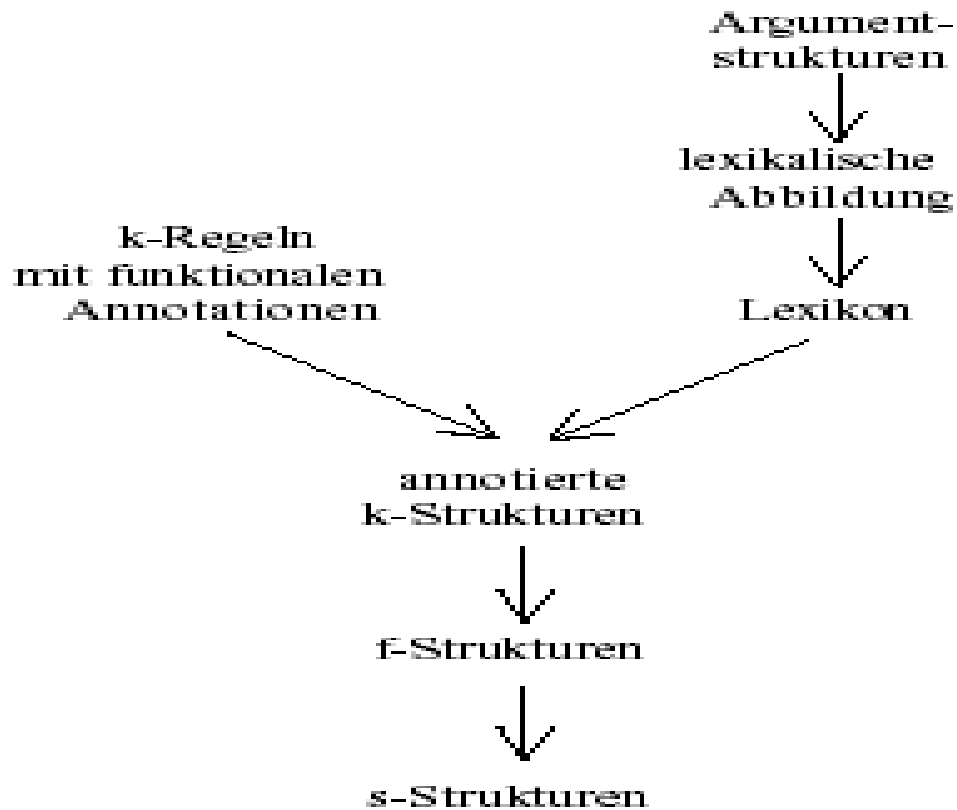 Argument-
strukturen
lexikalische
Abbildung
k-Regeln
mit funktionalen
Annotationen
Lexikon
annotierte
k-Strukturen
f-Strukturen
s-Strukturen